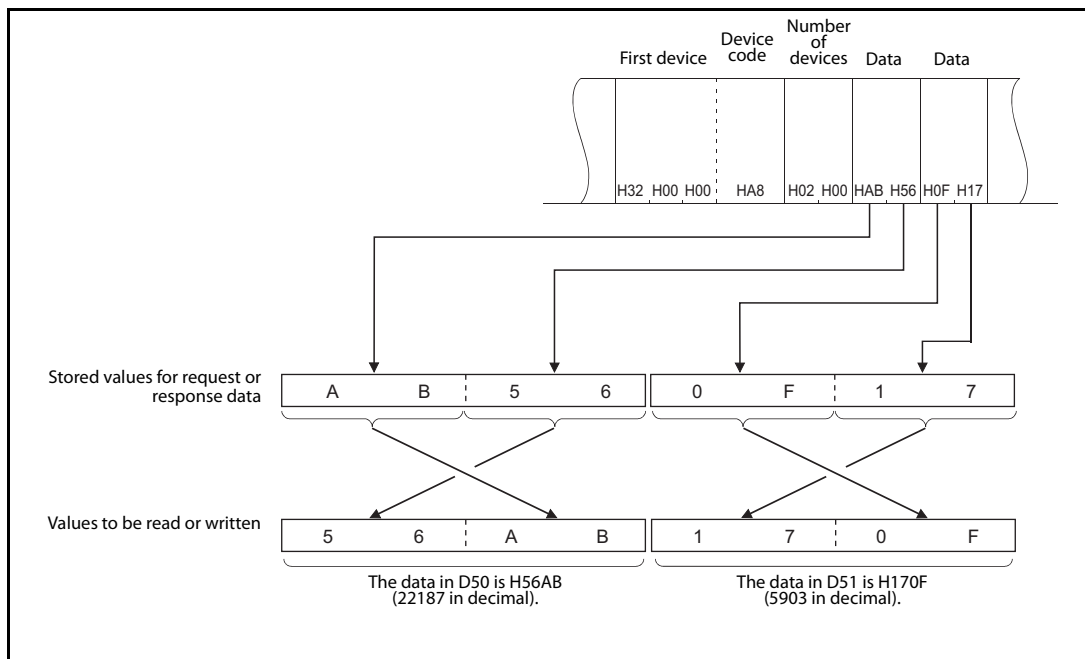 First device
Device code
Number of devices
Data
Data
H32 H00 H00 HA8 H02 H00 HAB H56 H0F H17
Stored values for request or
response data
A B 5 6 0 F 1 7
Values to be read or written
5 6 A B 1 7 0 F
The data in D50 is H56AB
(22187 in decimal).
The data in D51 is H170F
(5903 in decimal).